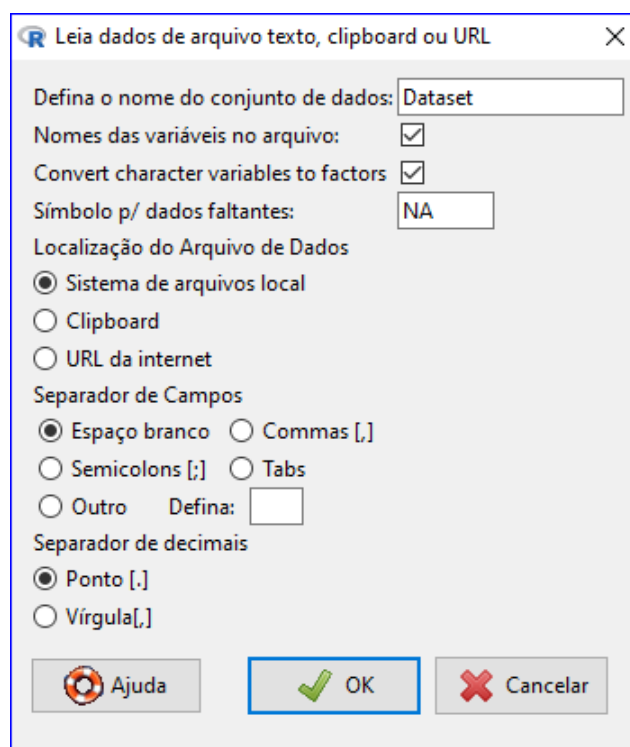 Leia dados de arquivo texto, clipboard ou URL
Defina o nome do conjunto de dados: Dataset
Nomes das variáveis no arquivo:
Convert character variables to factors
Símbolo p/ dados faltantes: NA
Localização do Arquivo de Dados
Sistema de arquivos local
Clipboard
URL da internet
Separador de Campos
Espaço branco Commas [,]
Semicolons [;] Tabs
Outro Defina:
Separador de decimais
Ponto [.]
Vírgula[,]
Ajuda OK Cancelar